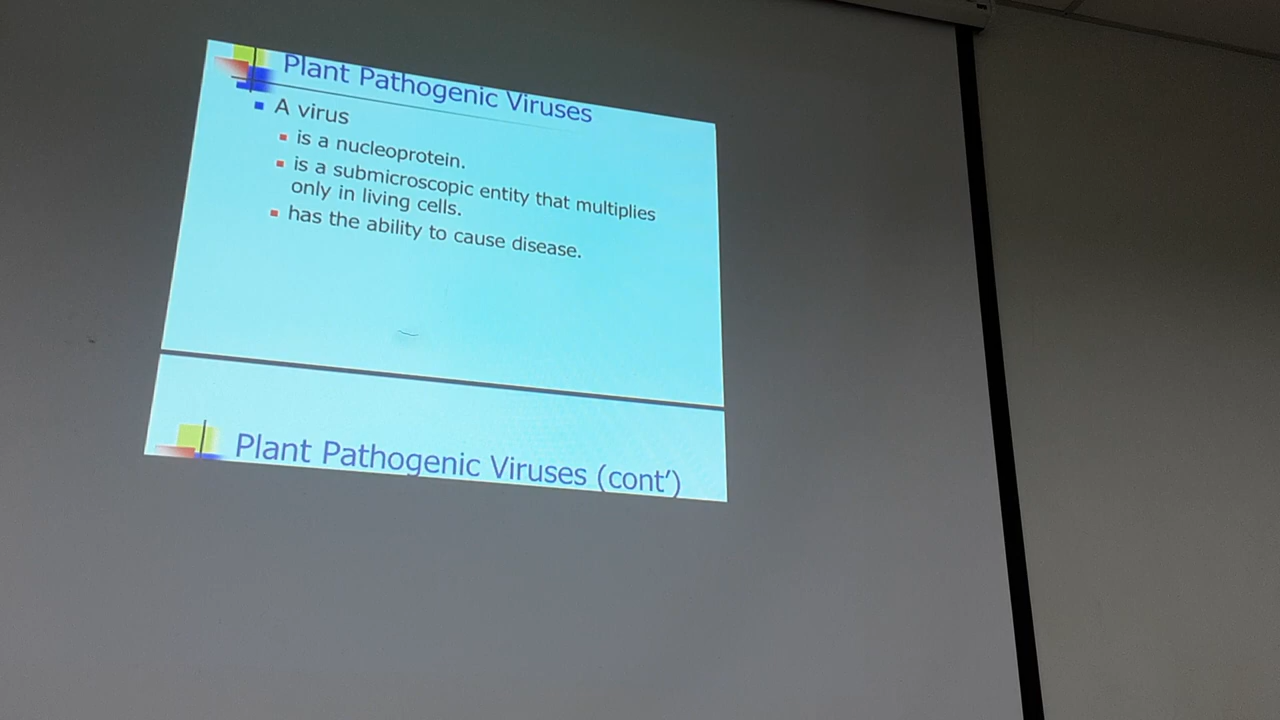 Plant Pathogenic Viruses
A virus
is a nucleoprotein.
is a submicroscopic entity that multiplies
only in living cells.
has the ability to cause disease.
Plant Pathogenic Viruses (cont')